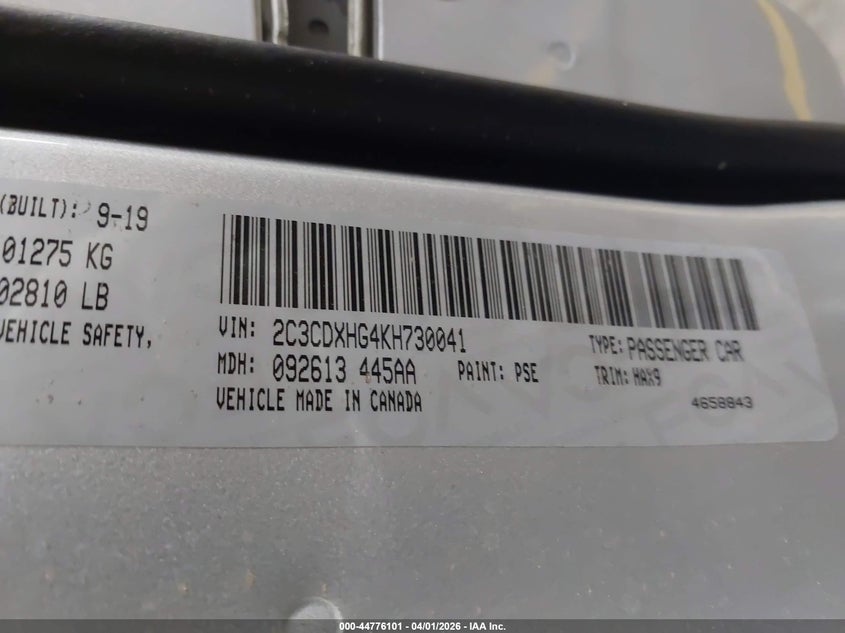 (BUILT): 9-19
01275 KG
02810 LB
VEHICLE SAFETY,
VIN: 2C3CDXHG4KH730041
TYPE: PASSENGER CAR
MDH: 092613 445AA
PAINT: PSE
TRIM: HAX9
VEHICLE MADE IN CANADA
4658843
000-44776101 - 04/01/2026 - IAA Inc.